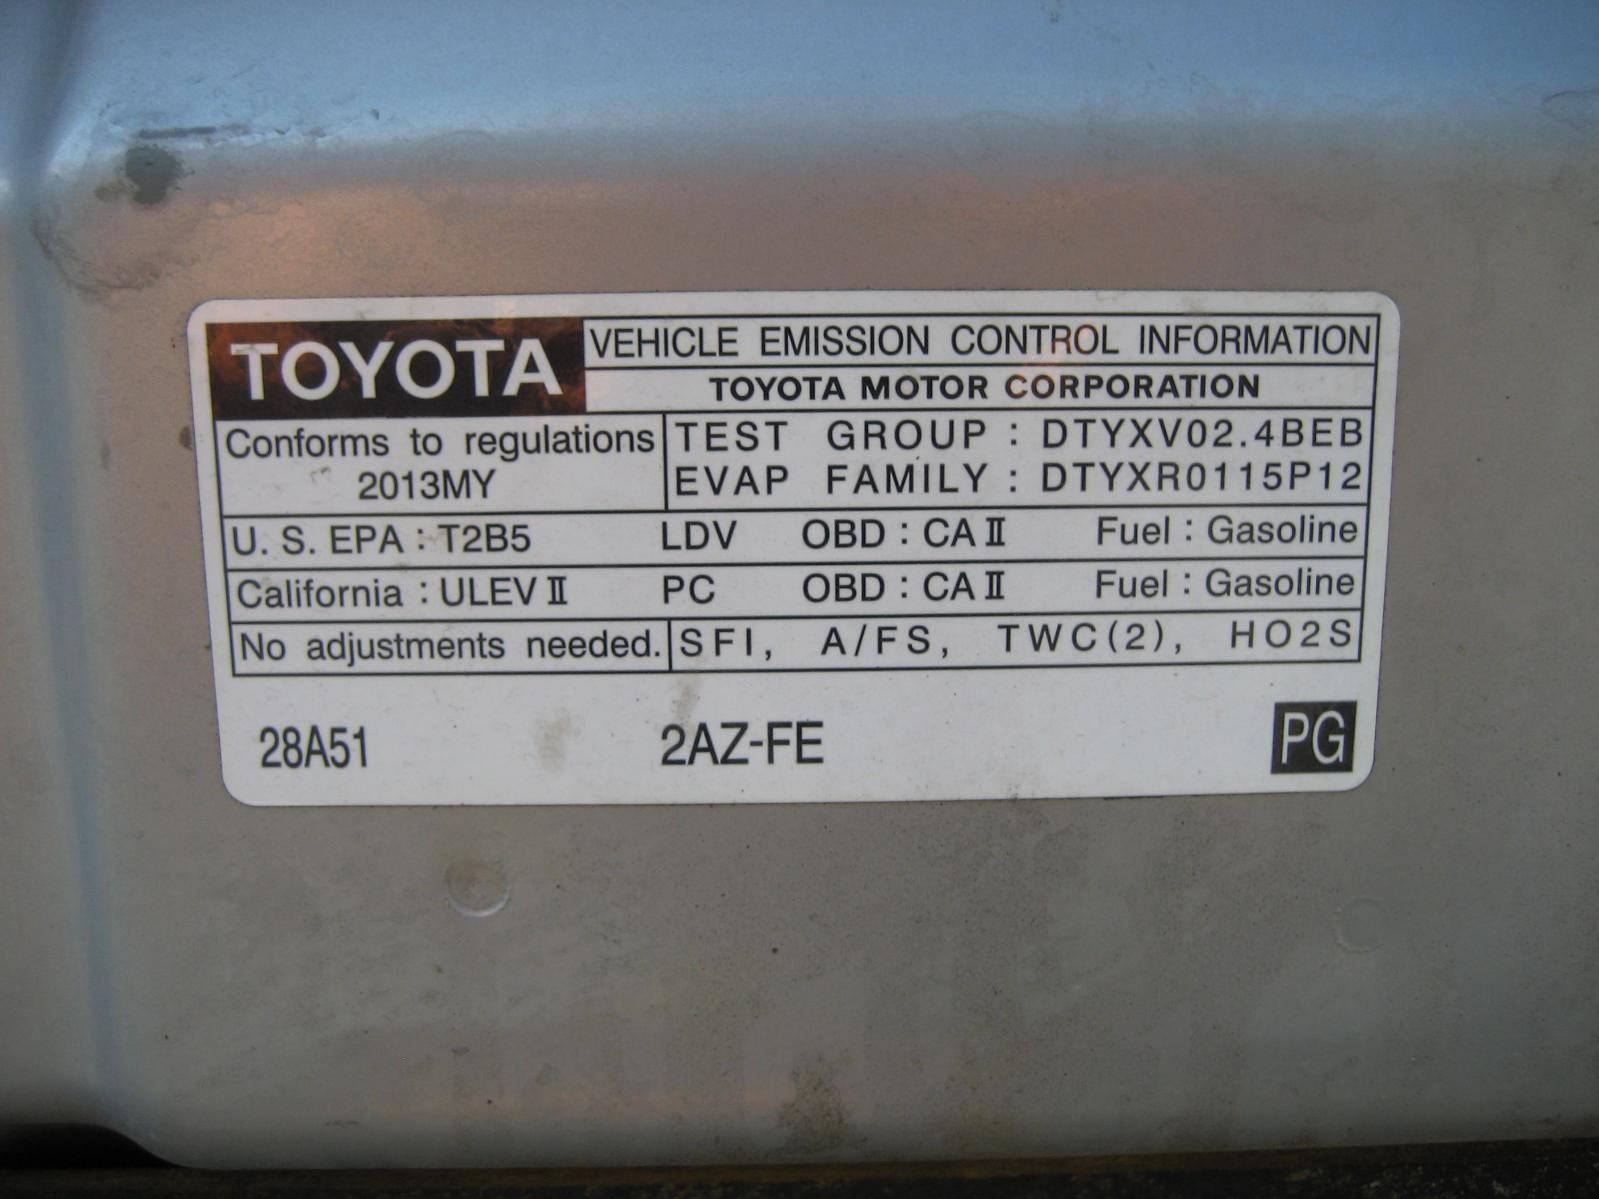 TOYOTA
VEHICLE EMISSION CONTROL INFORMATION
TOYOTA MOTOR CORPORATION
Conforms to regulations
2013MY
TEST GROUP : DTYXV02.4BEB
EVAP FAMILY : DTYXR0115P12
U. S. EPA : T2B5 LDV OBD : CA II Fuel : Gasoline
California : ULEV II PC OBD : CA II Fuel : Gasoline
No adjustments needed. SFI, A/FS, TWC(2), HO2S
28A51 2AZ-FE PG